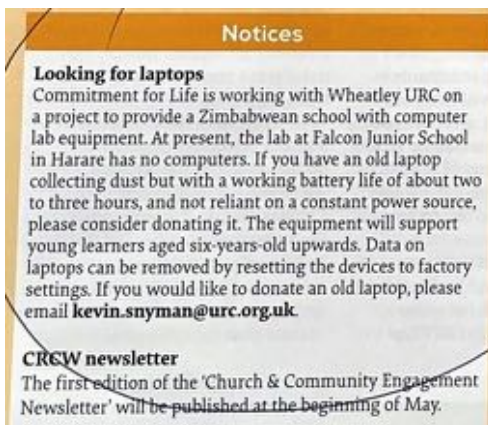 Notices
Looking for laptops
Commitment for Life is working with Wheatley URC on
a project to provide a Zimbabwean school with computer
lab equipment. At present, the lab at Falcon Junior School
in Harare has no computers. If you have an old laptop
collecting dust but with a working battery life of about two
to three hours, and not reliant on a constant power source,
please consider donating it. The equipment will support
young learners aged six-years-old upwards. Data on
laptops can be removed by resetting the devices to factory
settings. If you would like to donate an old laptop, please
email kevin.snyman@urc.org.uk.
CRCW newsletter
The first edition of the ‘Church & Community Engagement
Newsletter’ will be published at the beginning of May.